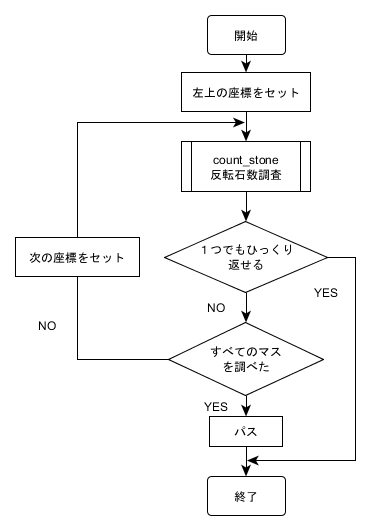 開始
左上の座標をセット
count_stone
反転石数調査
１つでもひっくり
返せる
次の座標をセット
YES
NO
NO
すべてのマス
を調べた
YES
パス
終了